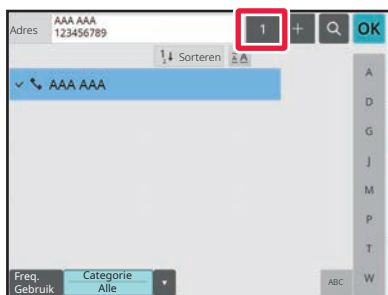 Adres AAA AAA 1 + OK
123456789
Sorteren
AAA AAA
A
D
G
J
M
P
T
W
Freq. Gebruik
Categorie Alle
ABC